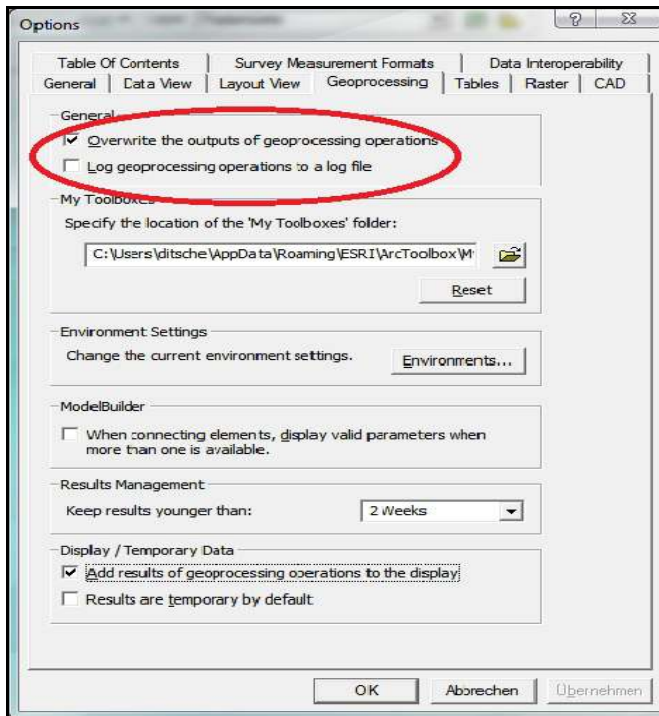 Options
Table Of Contents Survey Measurement Formats Data Interoperability
General Data View Layout View Geoprocessing Tables Raster CAD
General
Overwrite the outputs of geoprocessing operations
Log geoprocessing operations to a log file
My Toolboxes
Specify the location of the 'My Toolboxes' folder:
C:\Users\ditsche\AppData\Roaming\ESRI\ArcToolbox\M
Reset
Environment Settings
Change the current environment settings. Environments...
ModelBuilder
When connecting elements, display valid parameters when
more than one is available.
Results Management
Keep results younger than: 2 Weeks
Display / Temporary Data
Add results of geoprocessing operations to the display
Results are temporary by default
OK Abbrechen Übernehmen